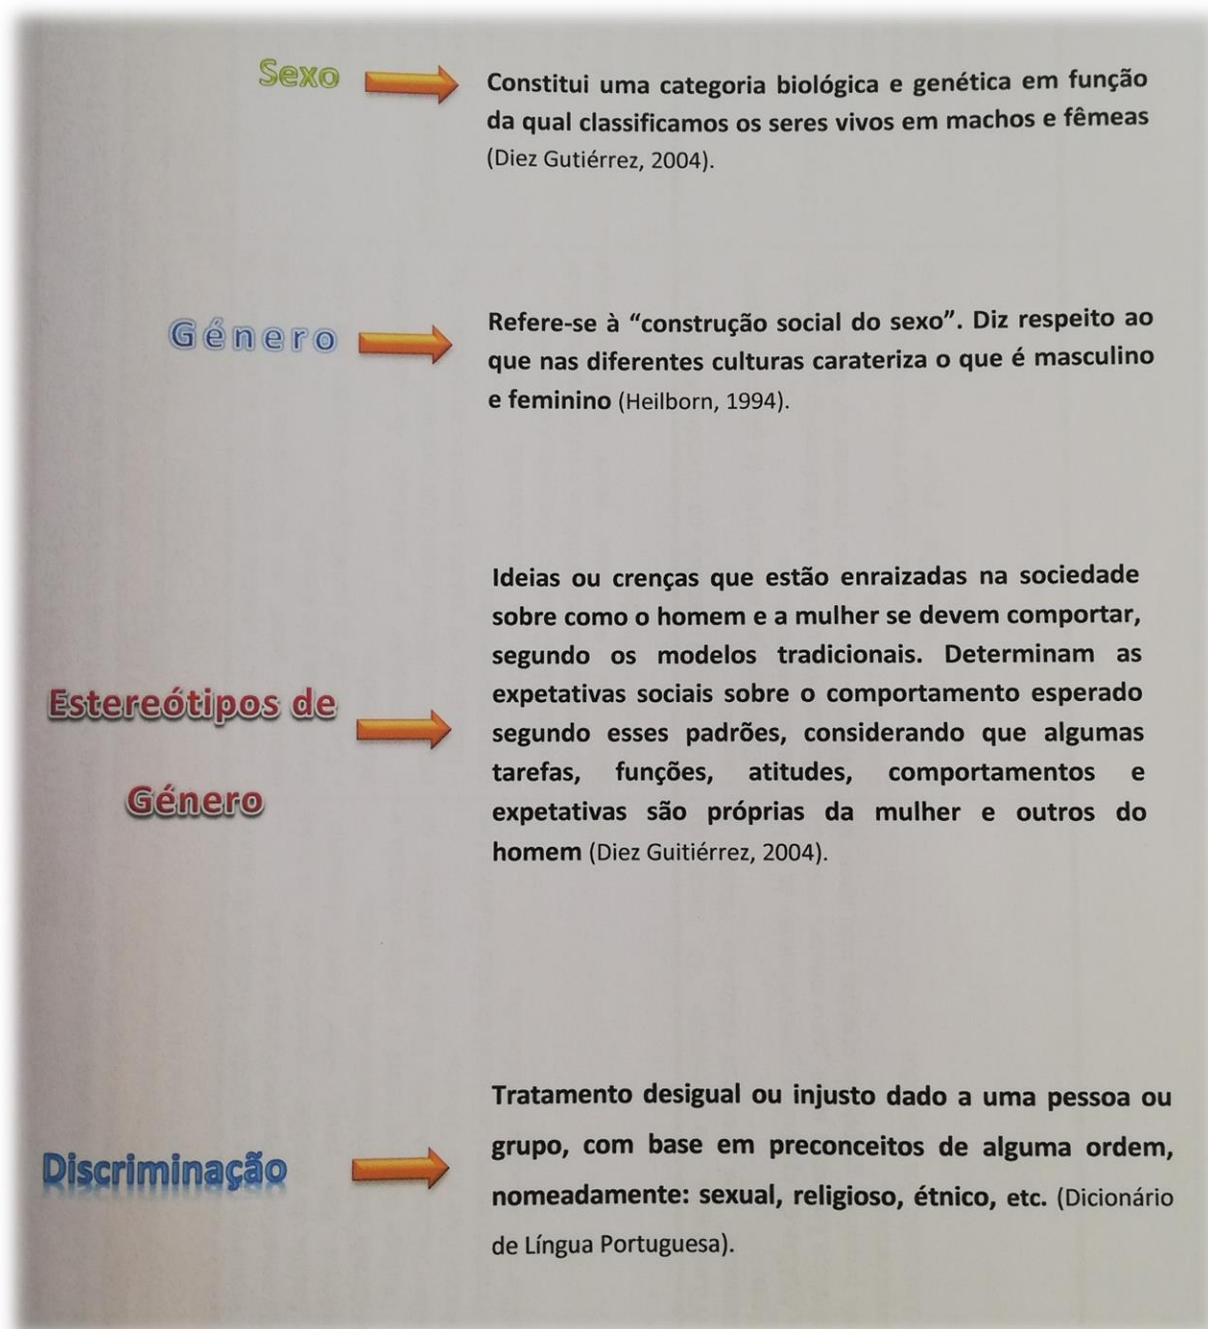 Sexo
Constitui uma categoria biológica e genética em função
da qual classificamos os seres vivos em machos e fêmeas
(Diez Gutiérrez, 2004).
Género
Refere-se à “construção social do sexo”. Diz respeito ao
que nas diferentes culturas carateriza o que é masculino
e feminino (Heilborn, 1994).
Estereótipos de
Género
Ideias ou crenças que estão enraizadas na sociedade
sobre como o homem e a mulher se devem comportar,
segundo os modelos tradicionais. Determinam as
expetativas sociais sobre o comportamento esperado
segundo esses padrões, considerando que algumas
tarefas, funções, atitudes, comportamentos e
expetativas são próprias da mulher e outros do
homem (Diez Guitiérrez, 2004).
Discriminação
Tratamento desigual ou injusto dado a uma pessoa ou
grupo, com base em preconceitos de alguma ordem,
nomeadamente: sexual, religioso, étnico, etc. (Dicionário
de Língua Portuguesa).